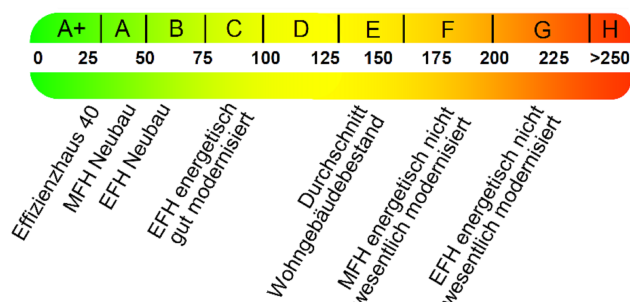 A+ A B C D E F G H
0 25 50 75 100 125 150 175 200 225 >250
Effizienzhaus 40
MFH Neubau
EFH Neubau
EFH energetisch
gut modernisiert
Durchschnitt
Wohngebäudebestand
MFH energetisch nicht
wesentlich modernisiert
EFH energetisch nicht
wesentlich modernisiert